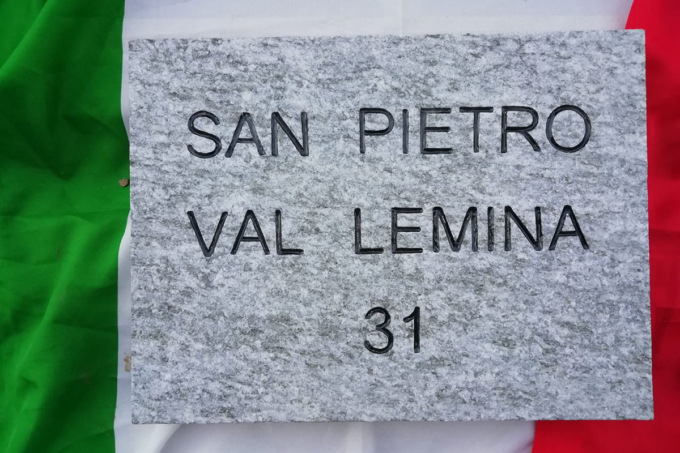 SAN PIETRO
VAL LEMINA
31